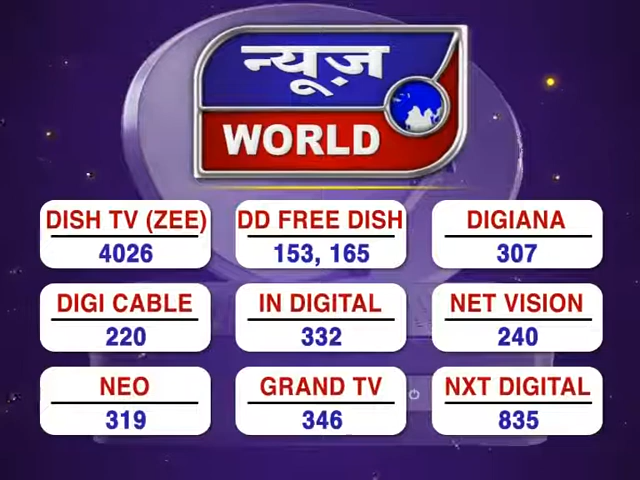 न्यूज़
WORLD
DISH TV (ZEE)
4026
DD FREE DISH
153, 165
DIGIANA
307
DIGI CABLE
220
IN DIGITAL
332
NET VISION
240
NEO
319
GRAND TV
346
NXT DIGITAL
835